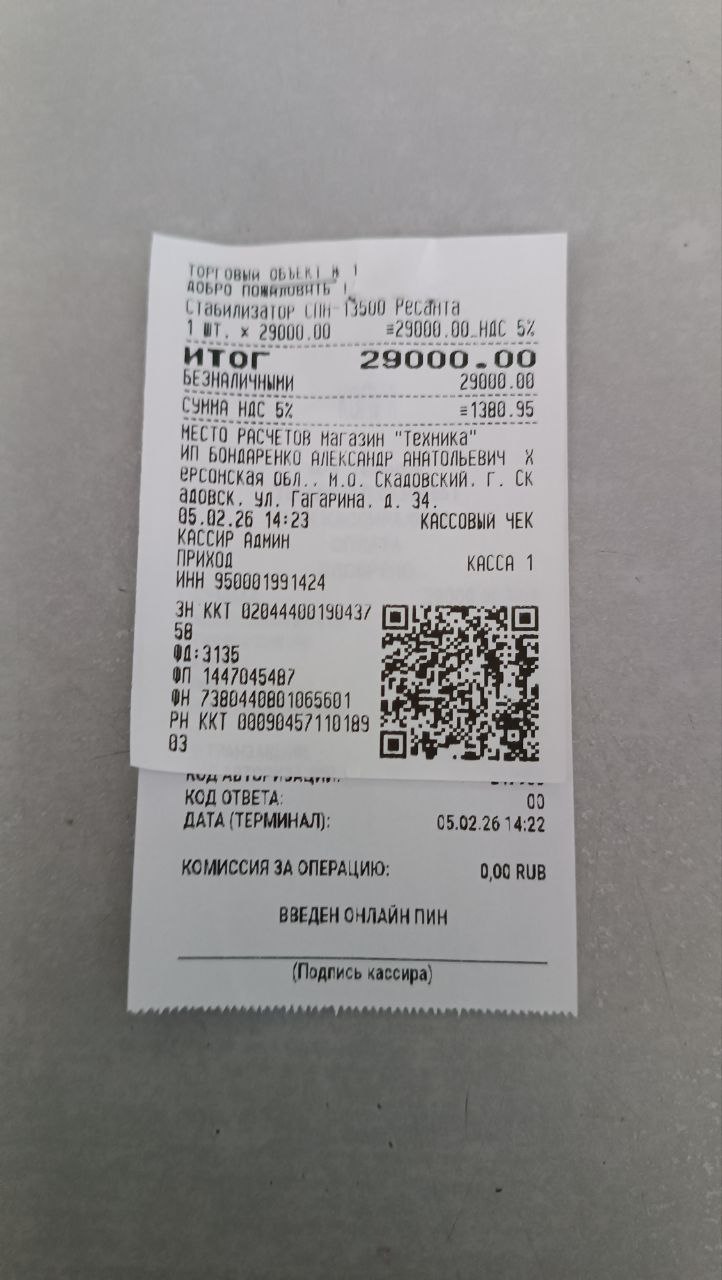 ТОРГОВЫЙ ОБЪЕКТ № 1
ДОБРО ПОЖАЛОВАТЬ !
Стабилизатор СПН-13500 Ресанта
1 ШТ. × 29000.00 ≡29000.00 НДС 5%
ИТОГ 29000.00
БЕЗНАЛИЧНЫМИ 29000.00
СУММА НДС 5% ≡1380.95
МЕСТО РАСЧЕТОВ магазин "Техника"
ИП БОНДАРЕНКО АЛЕКСАНДР АНАТОЛЬЕВИЧ Х
ерсонская обл., м.о. Скадовский, г. Ск
адовск, ул. Гагарина, д. 34.
05.02.26 14:23 КАССОВЫЙ ЧЕК
КАССИР Админ
ПРИХОД КАССА 1
ИНН 950001991424
ЗН ККТ 02044400190437
58
ФД:3135
ФП 1447045487
ФН 7380440801065601
РН ККТ 00090457110189
03
КОД АВТОРИЗАЦИИ:
КОД ОТВЕТА: 00
ДАТА (ТЕРМИНАЛ): 05.02.26 14:22
КОМИССИЯ ЗА ОПЕРАЦИЮ: 0,00 RUB
ВВЕДЕН ОНЛАЙН ПИН
(Подпись кассира)